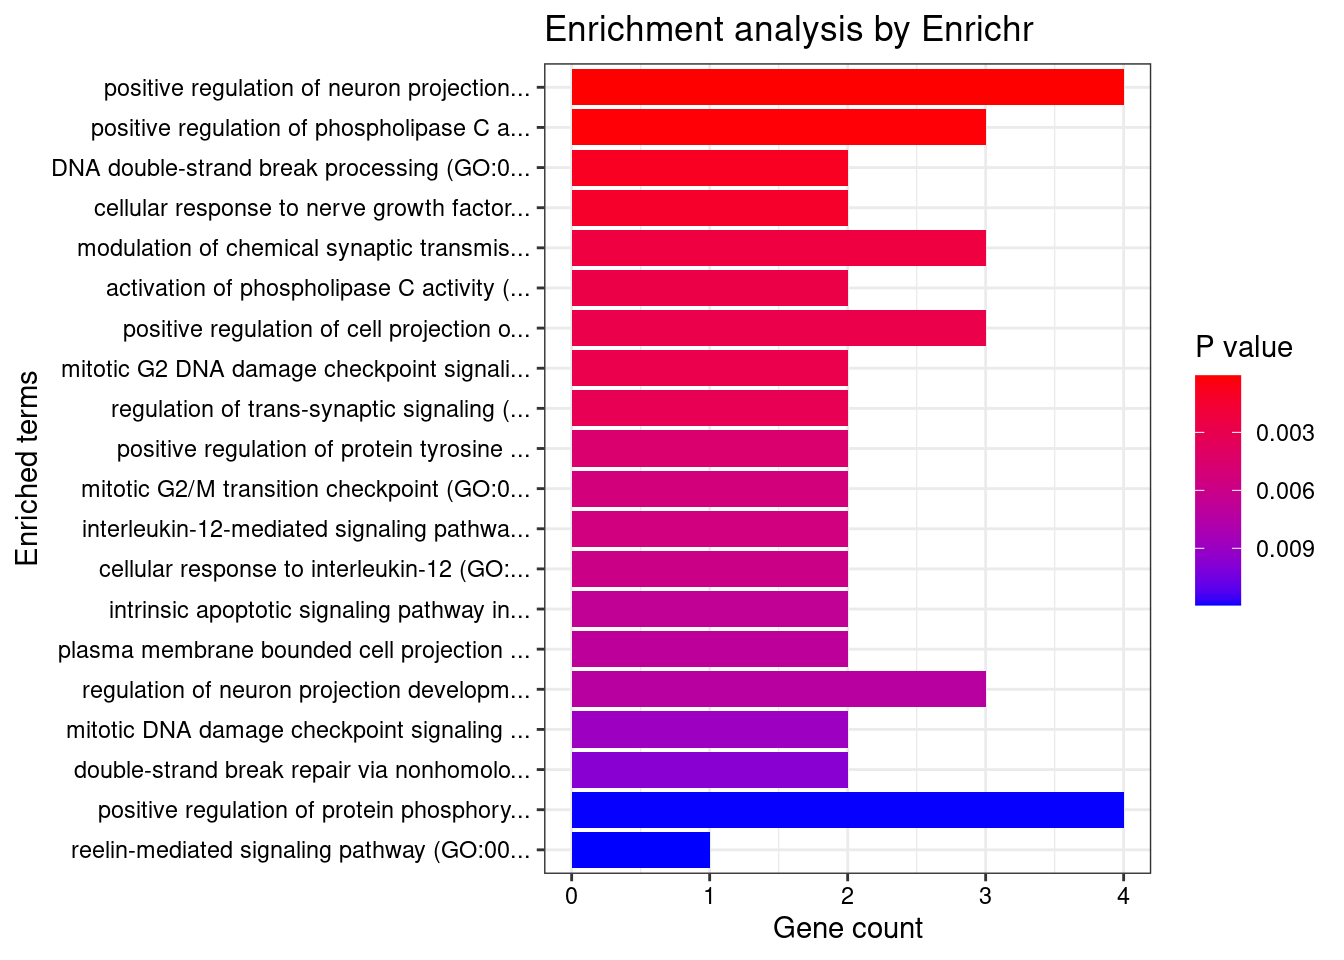 Enrichment analysis by Enrichr
positive regulation of neuron projection...
positive regulation of phospholipase C a...
DNA double-strand break processing (GO:0...
cellular response to nerve growth factor...
modulation of chemical synaptic transmis...
activation of phospholipase C activity (...
positive regulation of cell projection o...
mitotic G2 DNA damage checkpoint signali...
regulation of trans-synaptic signaling (...
positive regulation of protein tyrosine ...
mitotic G2/M transition checkpoint (GO:0...
interleukin-12-mediated signaling pathwa...
cellular response to interleukin-12 (GO:...
intrinsic apoptotic signaling pathway in...
plasma membrane bounded cell projection ...
regulation of neuron projection developm...
mitotic DNA damage checkpoint signaling ...
double-strand break repair via nonhomolo...
positive regulation of protein phosphory...
reelin-mediated signaling pathway (GO:00...
Enriched terms
0 1 2 3 4
Gene count
P value
0.003
0.006
0.009